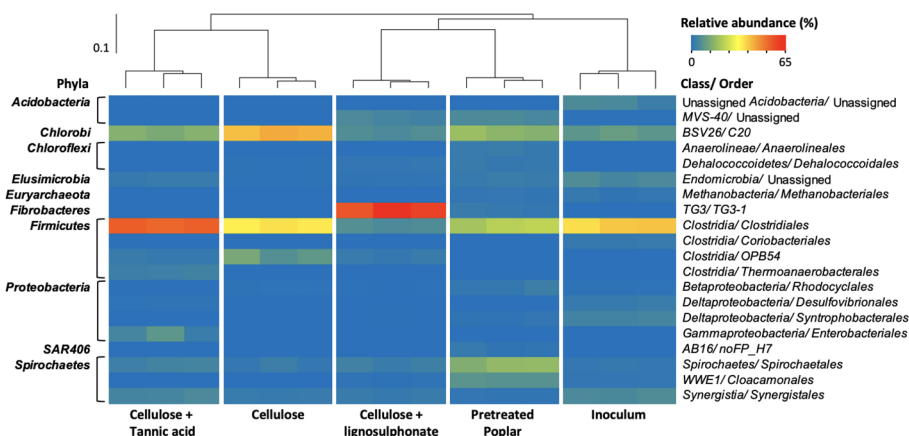 Relative abundance (%)
0 65
0.1
Phyla Class/ Order
Acidobacteria Unassigned Acidobacteria/ Unassigned
MVS-40/ Unassigned
Chlorobi BSV26/ C20
Chloroflexi Anaerolineae/ Anaerolineales
Dehalococcoidetes/ Dehalococcoidales
Elusimicrobia Endomicrobia/ Unassigned
Euryarchaeota Methanobacteria/ Methanobacteriales
Fibrobacteres TG3/ TG3-1
Firmicutes Clostridia/ Clostridiales
Clostridia/ Coriobacteriales
Clostridia/ OPB54
Clostridia/ Thermoanaerobacterales
Proteobacteria Betaproteobacteria/ Rhodocyclales
Deltaproteobacteria/ Desulfovibrionales
Deltaproteobacteria/ Syntrophobacterales
Gammaproteobacteria/ Enterobacteriales
SAR406 AB16/ noFP_H7
Spirochaetes Spirochaetes/ Spirochaetales
WWE1/ Cloacamonales
Synergistia/ Synergistales
Cellulose + Cellulose Cellulose + Pretreated Inoculum
Tannic acid lignosulphonate Poplar